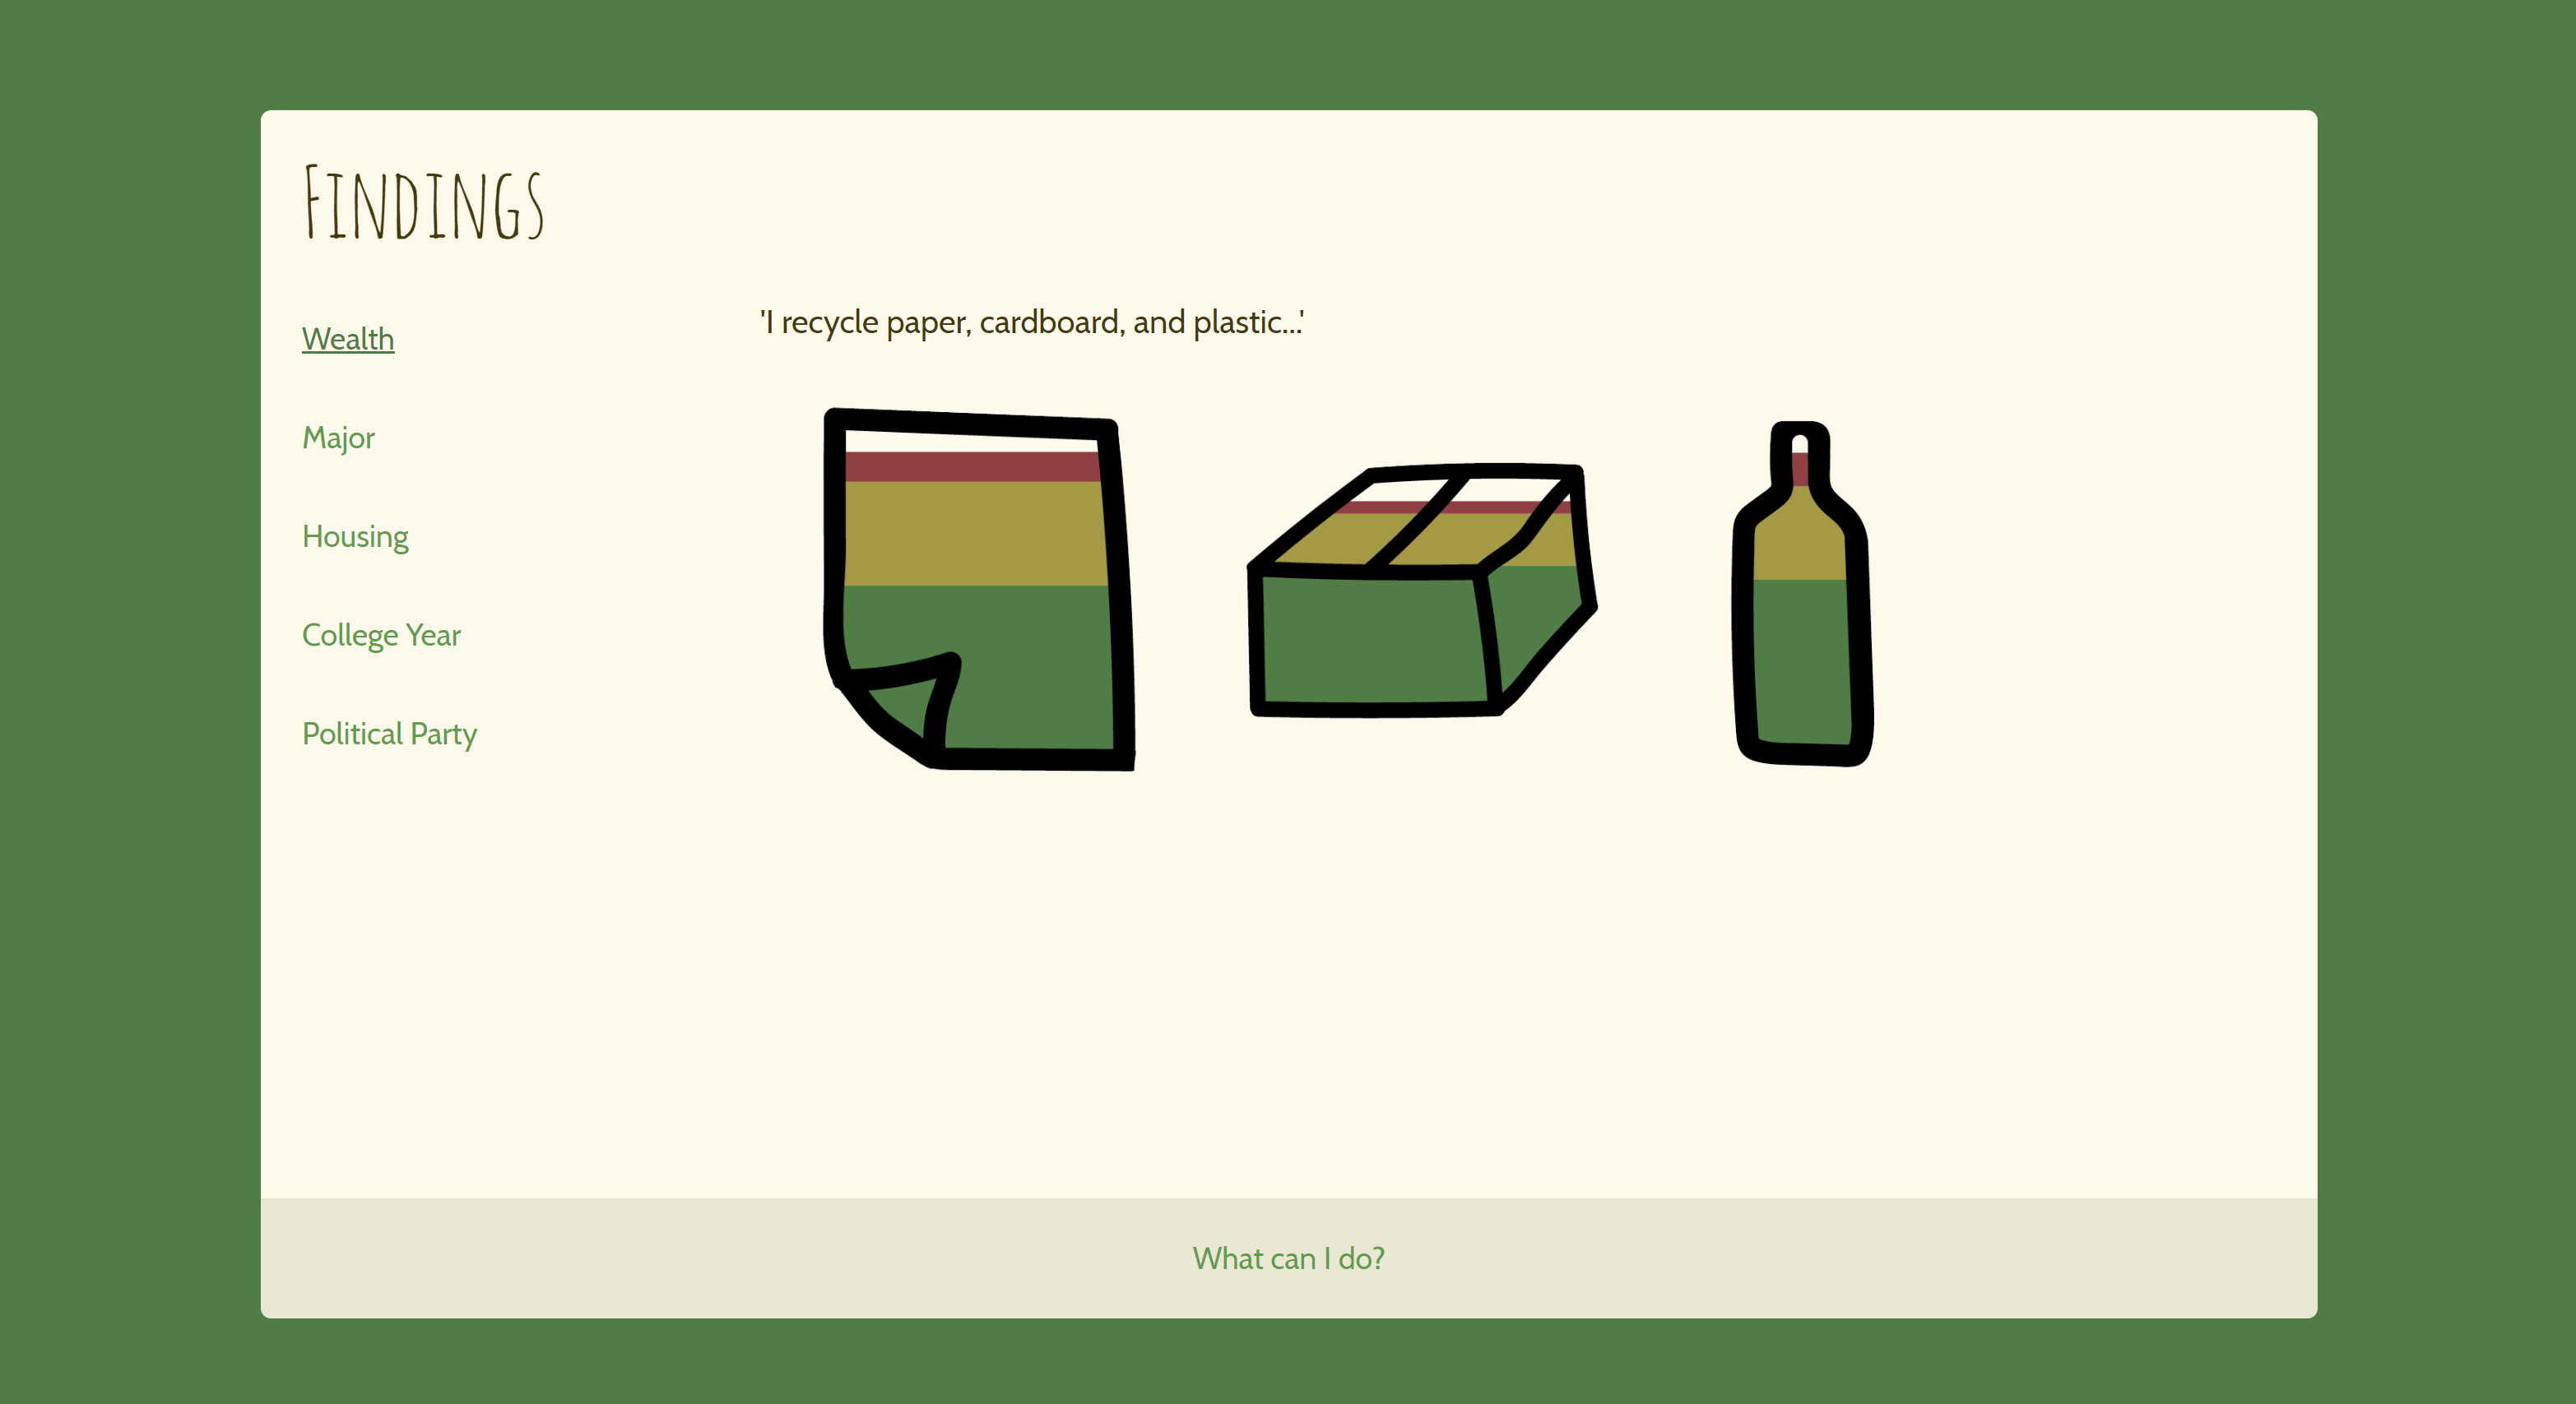 Findings
Wealth
Major
Housing
College Year
Political Party
'I recycle paper, cardboard, and plastic...'
What can I do?